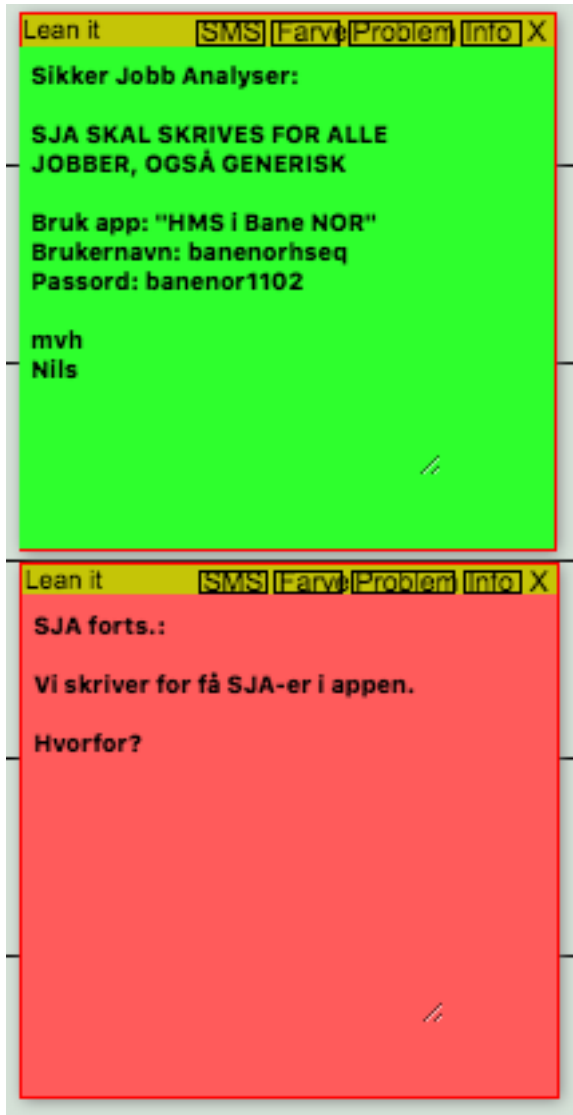 Lean it SMS Farve Problem Info X
Sikker Jobb Analyser:
SJA SKAL SKRIVES FOR ALLE
JOBBER, OGSÅ GENERISK
Bruk app: "HMS i Bane NOR"
Brukernavn: banenorhseq
Passord: banenor1102
mvh
Nils
Lean it SMS Farve Problem Info X
SJA forts.:
Vi skriver for få SJA-er i appen.
Hvorfor?